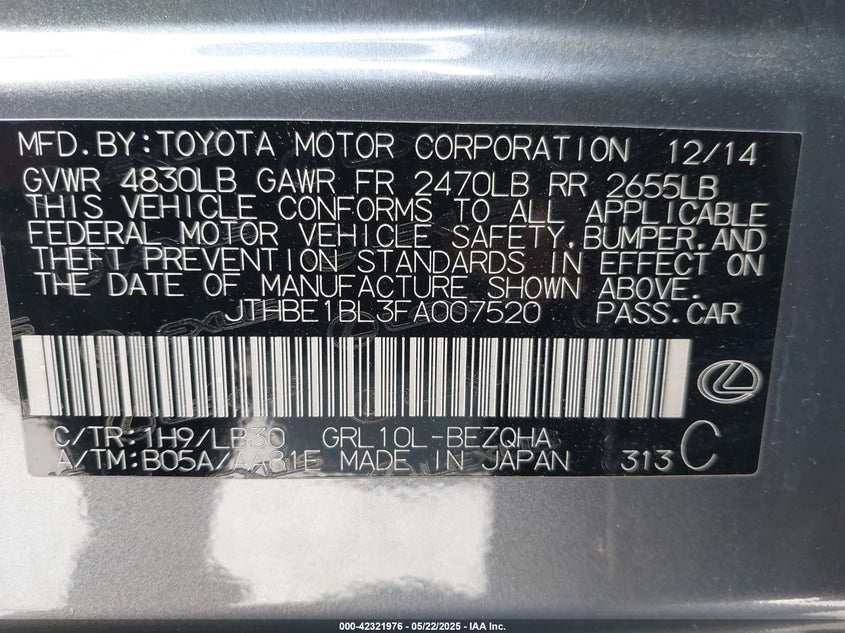 MFD.BY:TOYOTA MOTOR CORPORATION 12/14
GVWR 4830LB GAWR FR 2470LB RR 2655LB
THIS VEHICLE CONFORMS TO ALL APPLICABLE
FEDERAL MOTOR VEHICLE SAFETY,BUMPER,AND
THEFT PREVENTION STANDARDS IN EFFECT ON
THE DATE OF MANUFACTURE SHOWN ABOVE.
JTHBE1BL3FA007520 PASS.CAR
C/TR:1H9/LB30 GRL10L-BEZQHA
A/TM:B05A/AA81E MADE IN JAPAN 313 C
000-42321976 - 05/22/2025 - IAA Inc.